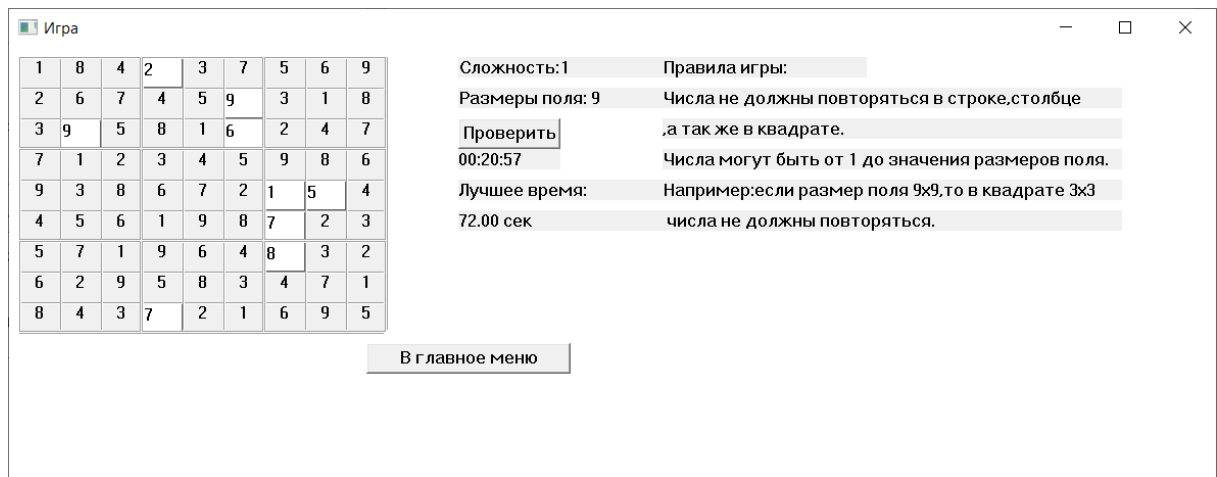 Игра
1 8 4 2 3 7 5 6 9
Сложность:1
Правила игры:
2 6 7 4 5 9 3 1 8
Размеры поля: 9
Числа не должны повторяться в строке,столбце
3 9 5 8 1 6 2 4 7
Проверить
,а так же в квадрате.
7 1 2 3 4 5 9 8 6
00:20:57
Числа могут быть от 1 до значения размеров поля.
9 3 8 6 7 2 1 5 4
Лучшее время:
Например:если размер поля 9x9,то в квадрате 3x3
4 5 6 1 9 8 7 2 3
72.00 сек
числа не должны повторяться.
5 7 1 9 6 4 8 3 2
6 2 9 5 8 3 4 7 1
8 4 3 7 2 1 6 9 5
В главное меню